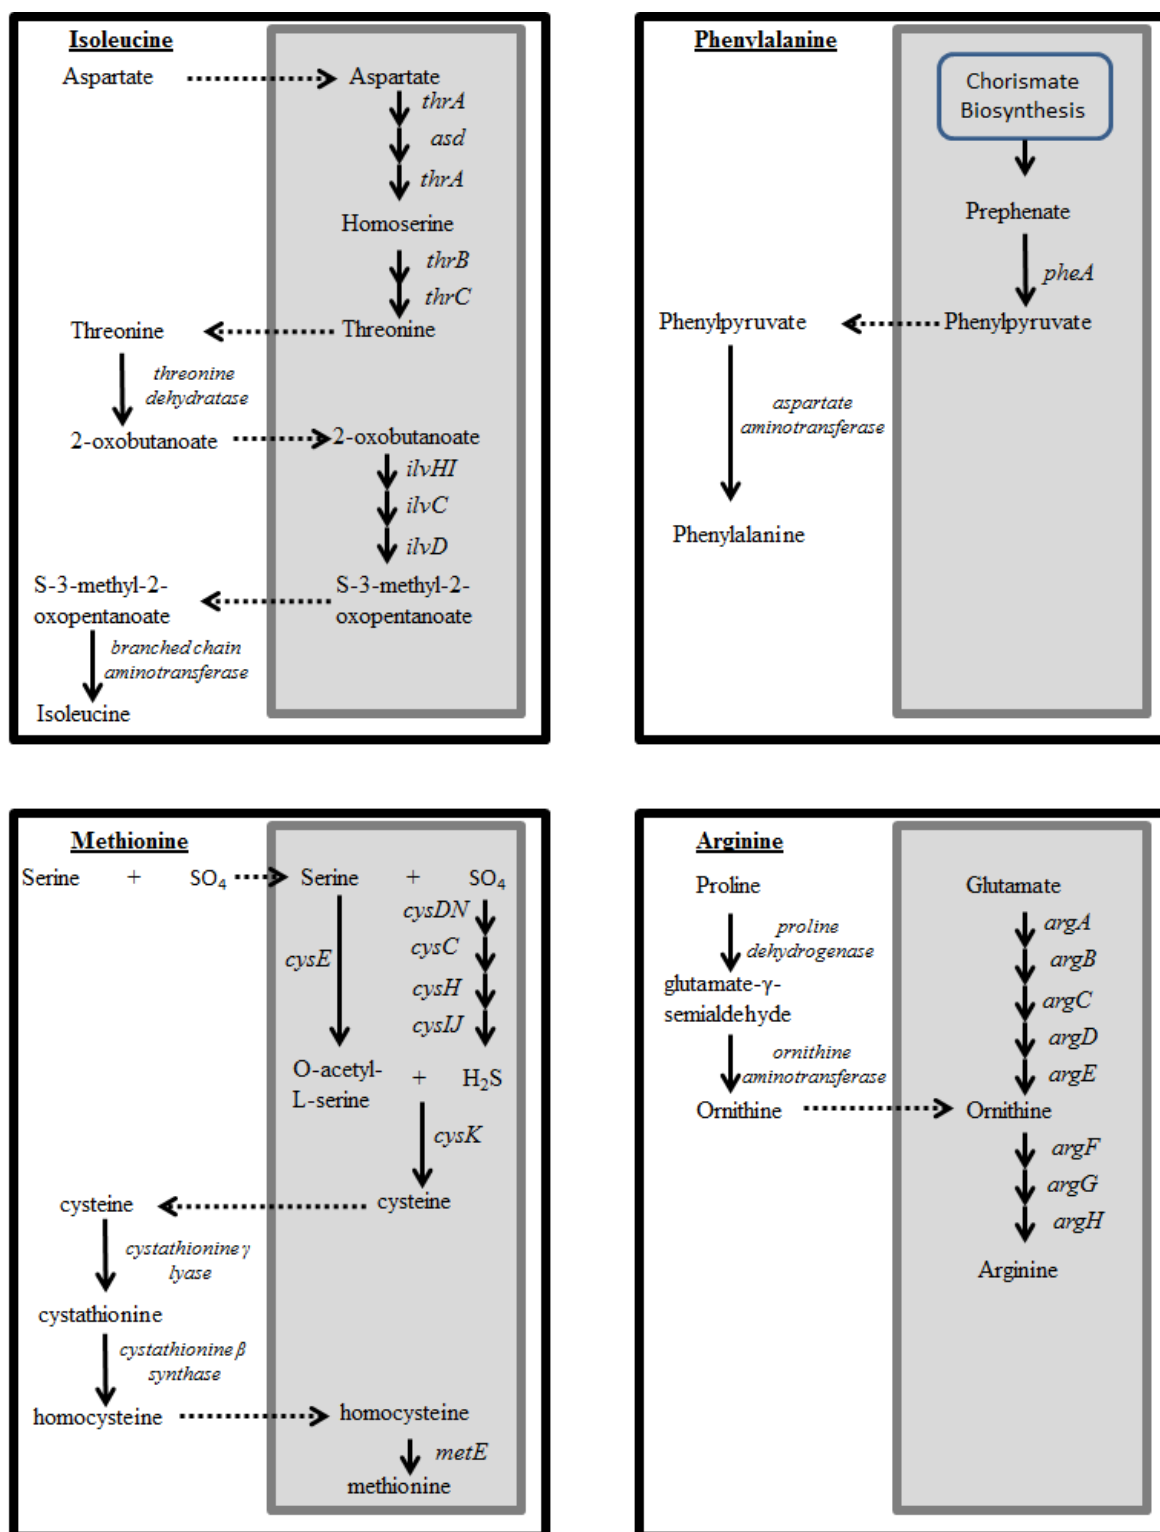 Isoleucine
Aspartate
Aspartate
thrA
asd
thrA
Homoserine
thrB
thrC
Threonine
Threonine
threonine
dehydratase
2-oxobutanoate
2-oxobutanoate
ilvHI
ilvC
ilvD
S-3-methyl-2-
oxopentanoate
S-3-methyl-2-
oxopentanoate
branched chain
aminotransferase
Isoleucine
Phenylalanine
Chorismate
Biosynthesis
Prephenate
pheA
Phenylpyruvate
Phenylpyruvate
aspartate
aminotransferase
Phenylalanine
Methionine
Serine + SO₄
Serine + SO₄
cysDN
cysE
cysC
cysH
cysIJ
O-acetyl-
L-serine
+ H₂S
cysK
cysteine
cysteine
cystathionine γ
lyase
cystathionine
cystathionine β
synthase
homocysteine
homocysteine
metE
methionine
Arginine
Proline
Glutamate
proline
dehydrogenase
glutamate-γ-
semialdehyde
ornithine
aminotransferase
Ornithine
argA
argB
argC
argD
argE
Ornithine
argF
argG
argH
Arginine